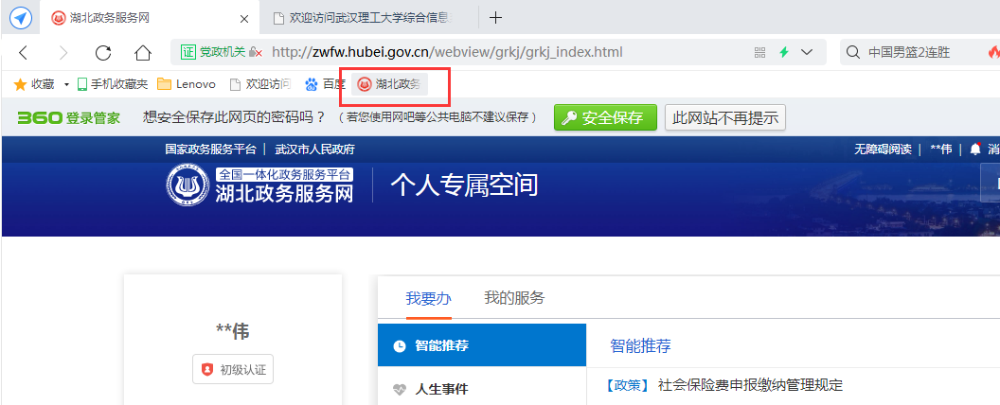 湖北政务服务网 欢迎访问武汉理工大学综合信息
证 党政机关 http://zwfw.hubei.gov.cn/webview/grkj/grkj_index.html 中国男篮2连胜
收藏 手机收藏夹 Lenovo 欢迎访问 百度 湖北政务
360 登录管家 想安全保存此网页的密码吗？ （若您使用网吧等公共电脑不建议保存） 安全保存 此网站不再提示
国家政务服务平台 | 武汉市人民政府 无障碍阅读 | **伟 | 消
全国一体化政务服务平台
湖北政务服务网 个人专属空间
我要办 我的服务
**伟
初级认证
智能推荐 智能推荐
人生事件 【政策】 社会保险费申报缴纳管理规定